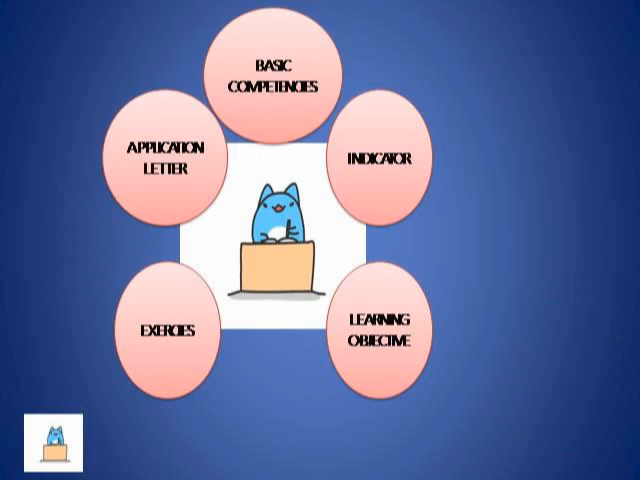 BASIC
COMPETENCIES
APPLICATION
LETTER
INDICATOR
EXERCIES
LEARNING
OBJECTIVE